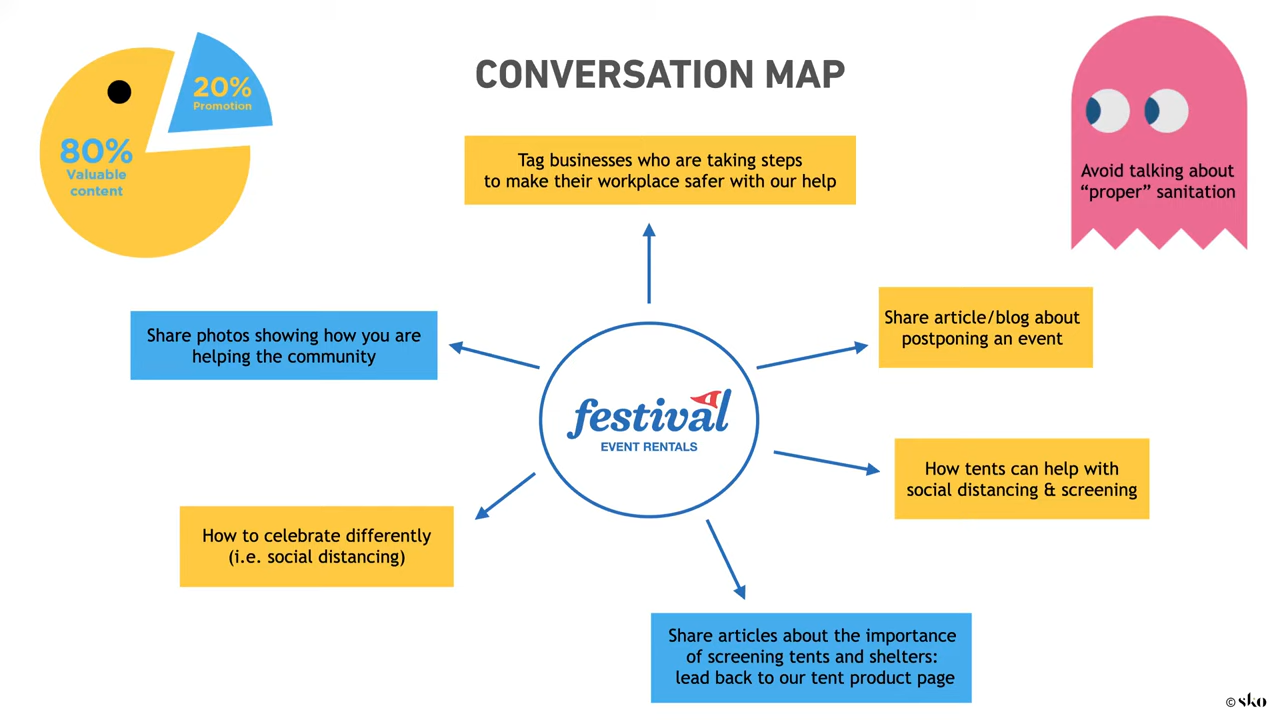 CONVERSATION MAP
20%
Promotion
80%
Valuable
content
Avoid talking about
“proper” sanitation
Tag businesses who are taking steps
to make their workplace safer with our help
Share photos showing how you are
helping the community
Share article/blog about
postponing an event
festival
EVENT RENTALS
How tents can help with
social distancing & screening
How to celebrate differently
(i.e. social distancing)
Share articles about the importance
of screening tents and shelters:
lead back to our tent product page
© sko